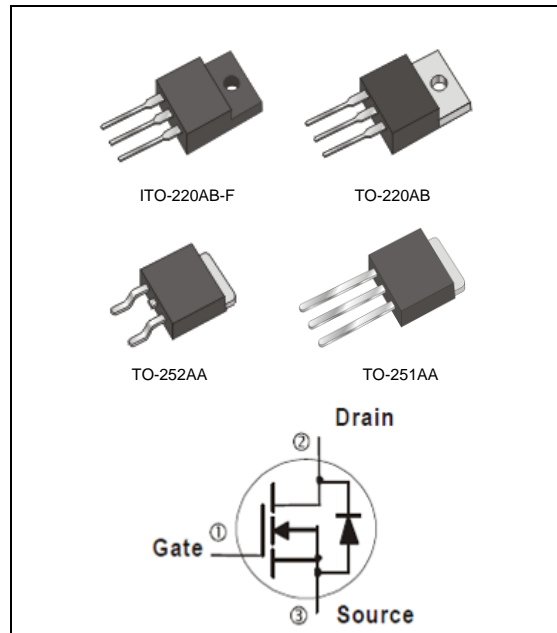 ITO-220AB-F TO-220AB
TO-252AA TO-251AA
Drain
②
①
Gate
③ Source